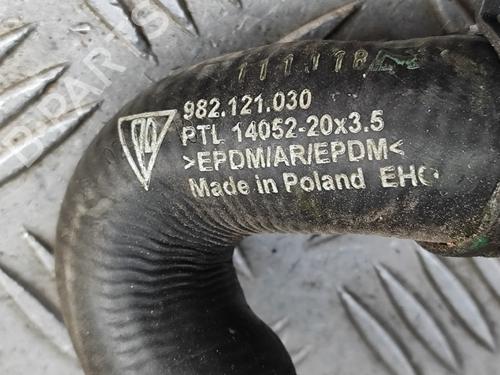 982.121.030
PTL 14052-20x3.5
>EPDM/AR/EPDM<
Made in Poland EHC